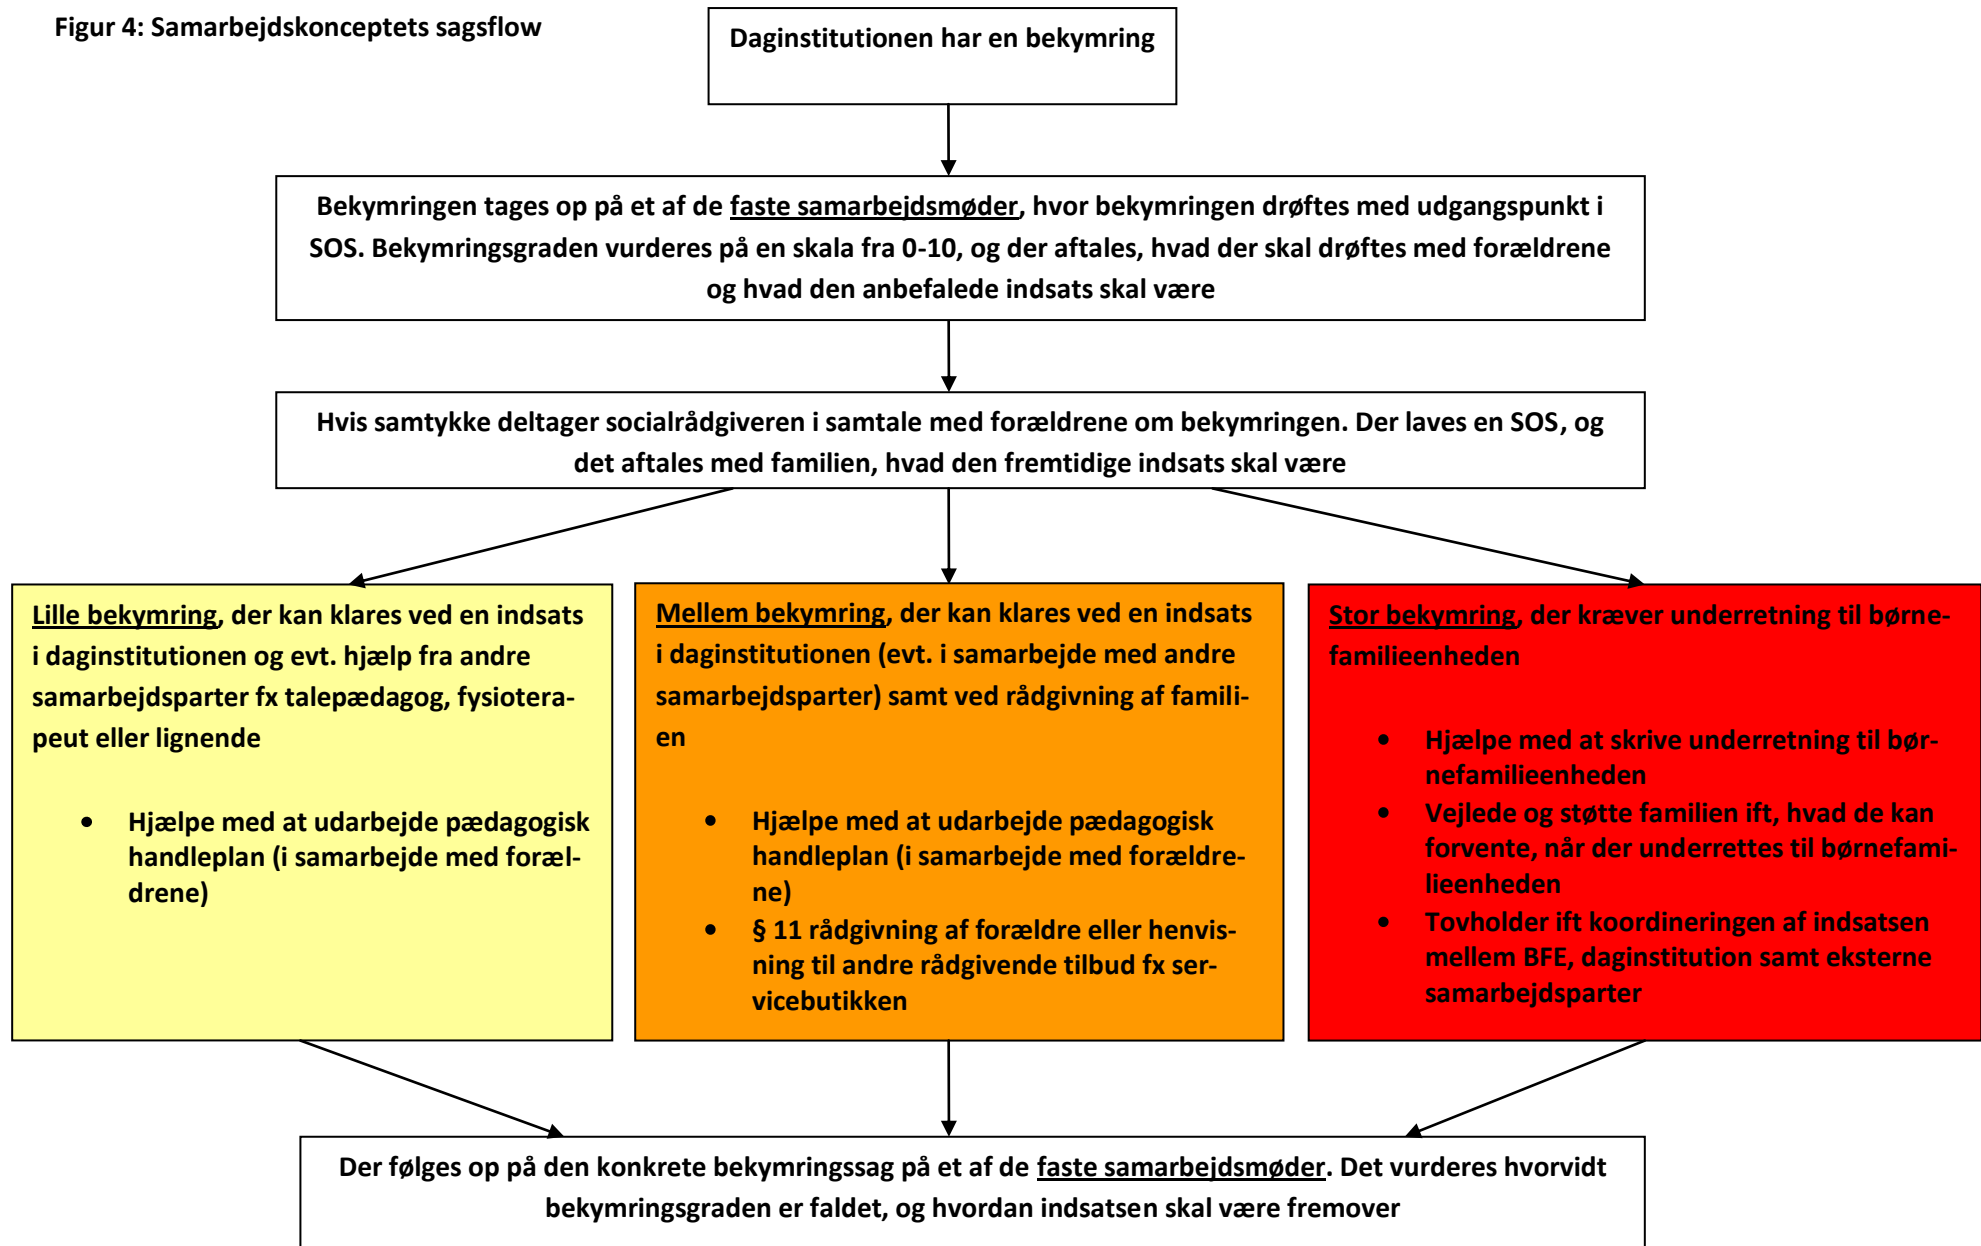 Figur 4: Samarbejdskonceptets sagsflow
Daginstitutionen har en bekymring
Bekymringen tages op på et af de faste samarbejdsmøder, hvor bekymringen drøftes med udgangspunkt i
SOS. Bekymringsgraden vurderes på en skala fra 0-10, og der aftales, hvad der skal drøftes med forældrene
og hvad den anbefalede indsats skal være
Hvis samtykke deltager socialrådgiveren i samtale med forældrene om bekymringen. Der laves en SOS, og
det aftales med familien, hvad den fremtidige indsats skal være
Lille bekymring, der kan klares ved en indsats
i daginstitutionen og evt. hjælp fra andre
samarbejdsparter fx talepædagog, fysiotera-
peut eller lignende
• Hjælpe med at udarbejde pædagogisk
handleplan (i samarbejde med foræl-
drene)
Mellem bekymring, der kan klares ved en indsats
i daginstitutionen (evt. i samarbejde med andre
samarbejdsparter) samt ved rådgivning af famili-
en
• Hjælpe med at udarbejde pædagogisk
handleplan (i samarbejde med forældre-
ne)
• § 11 rådgivning af forældre eller henvis-
ning til andre rådgivende tilbud fx ser-
vicebutikken
Stor bekymring, der kræver underretning til børne-
familieenheden
• Hjælpe med at skrive underretning til bør-
nefamilieenheden
• Vejlede og støtte familien ift, hvad de kan
forvente, når der underrettes til børnefami-
lieenheden
• Tovholder ift koordineringen af indsatsen
mellem BFE, daginstitution samt eksterne
samarbejdsparter
Der følges op på den konkrete bekymringssag på et af de faste samarbejdsmøder. Det vurderes hvorvidt
bekymringsgraden er faldet, og hvordan indsatsen skal være fremover